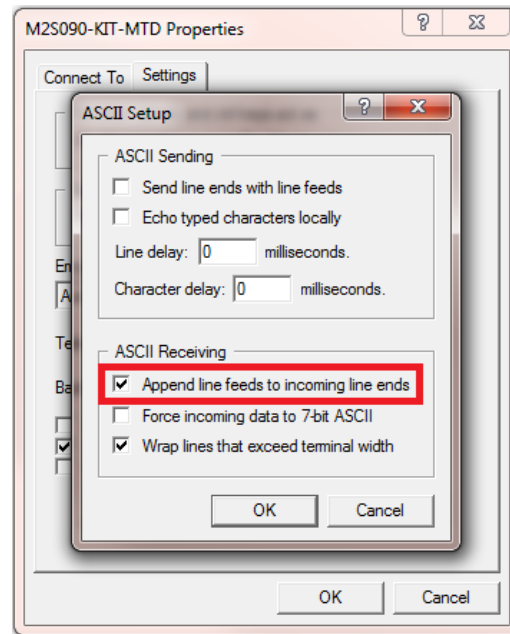 M2S090-KIT-MTD Properties
Connect To
Settings
ASCII Setup
ASCII Sending
Send line ends with line feeds
Echo typed characters locally
Line delay: 0 milliseconds.
Character delay: 0 milliseconds.
ASCII Receiving
Append line feeds to incoming line ends
Force incoming data to 7-bit ASCII
Wrap lines that exceed terminal width
OK
Cancel
OK
Cancel